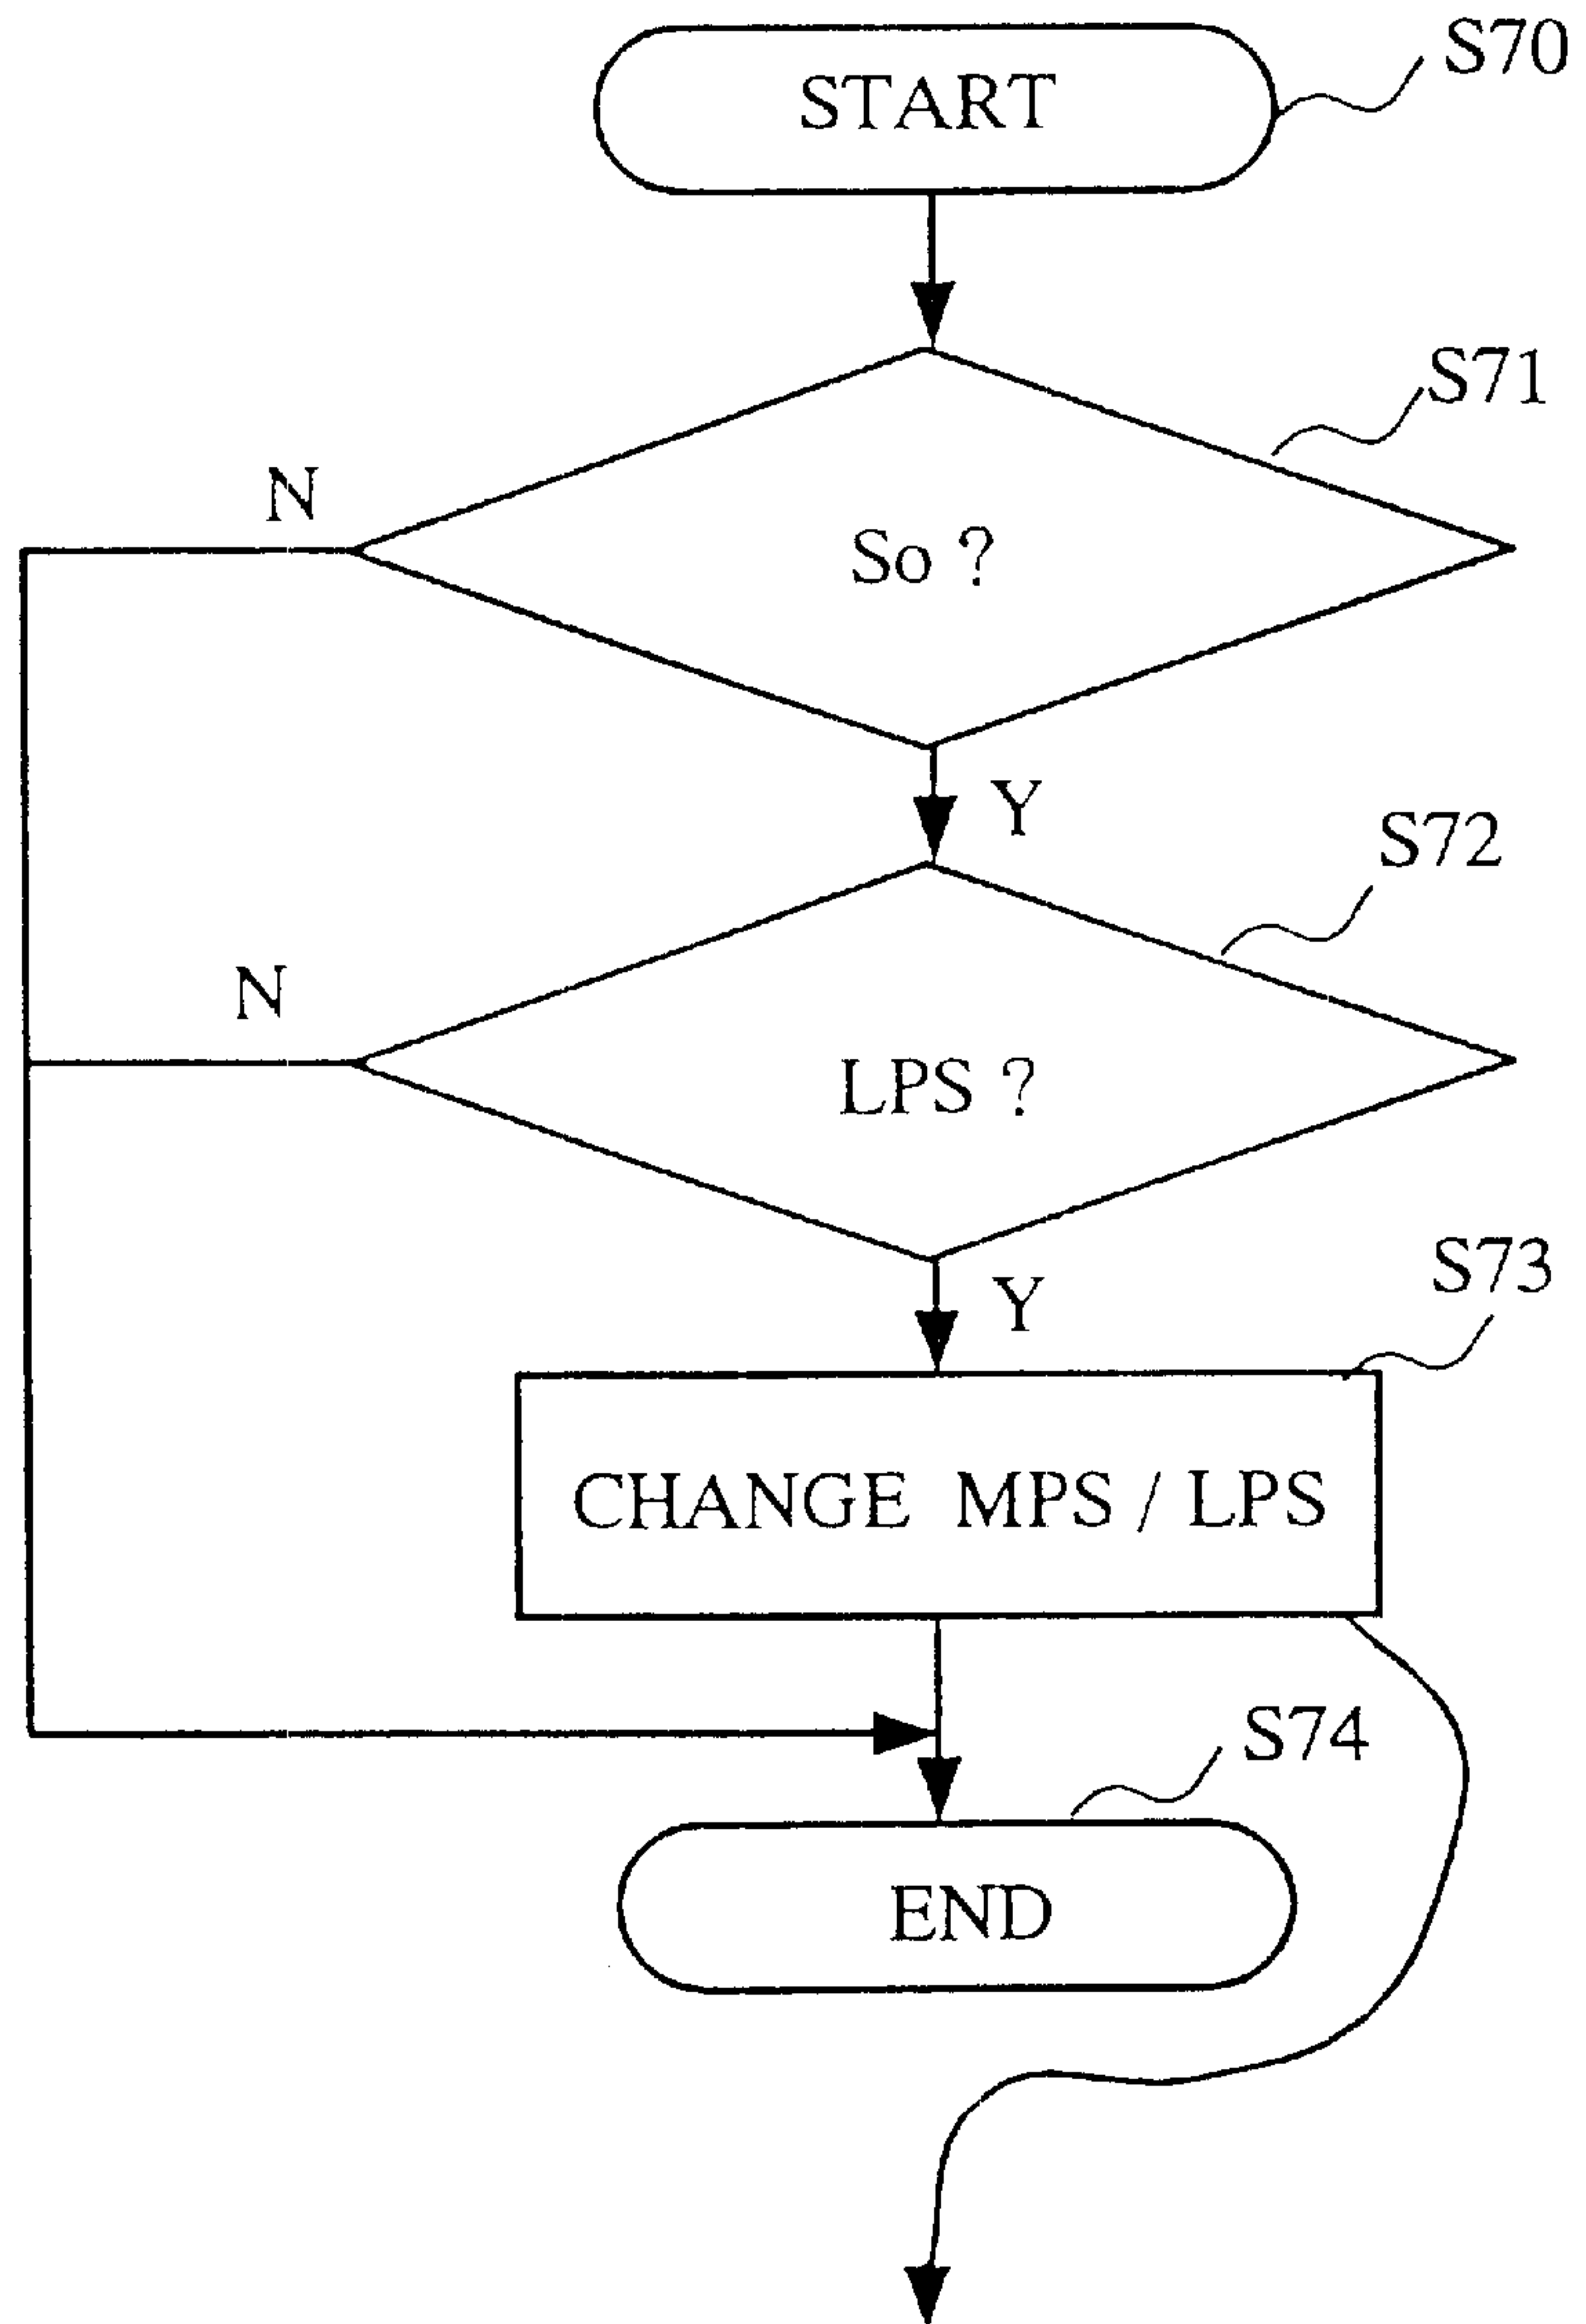 START
S70
S71
N
So ?
Y
S72
N
LPS ?
Y
S73
CHANGE MPS / LPS
S74
END